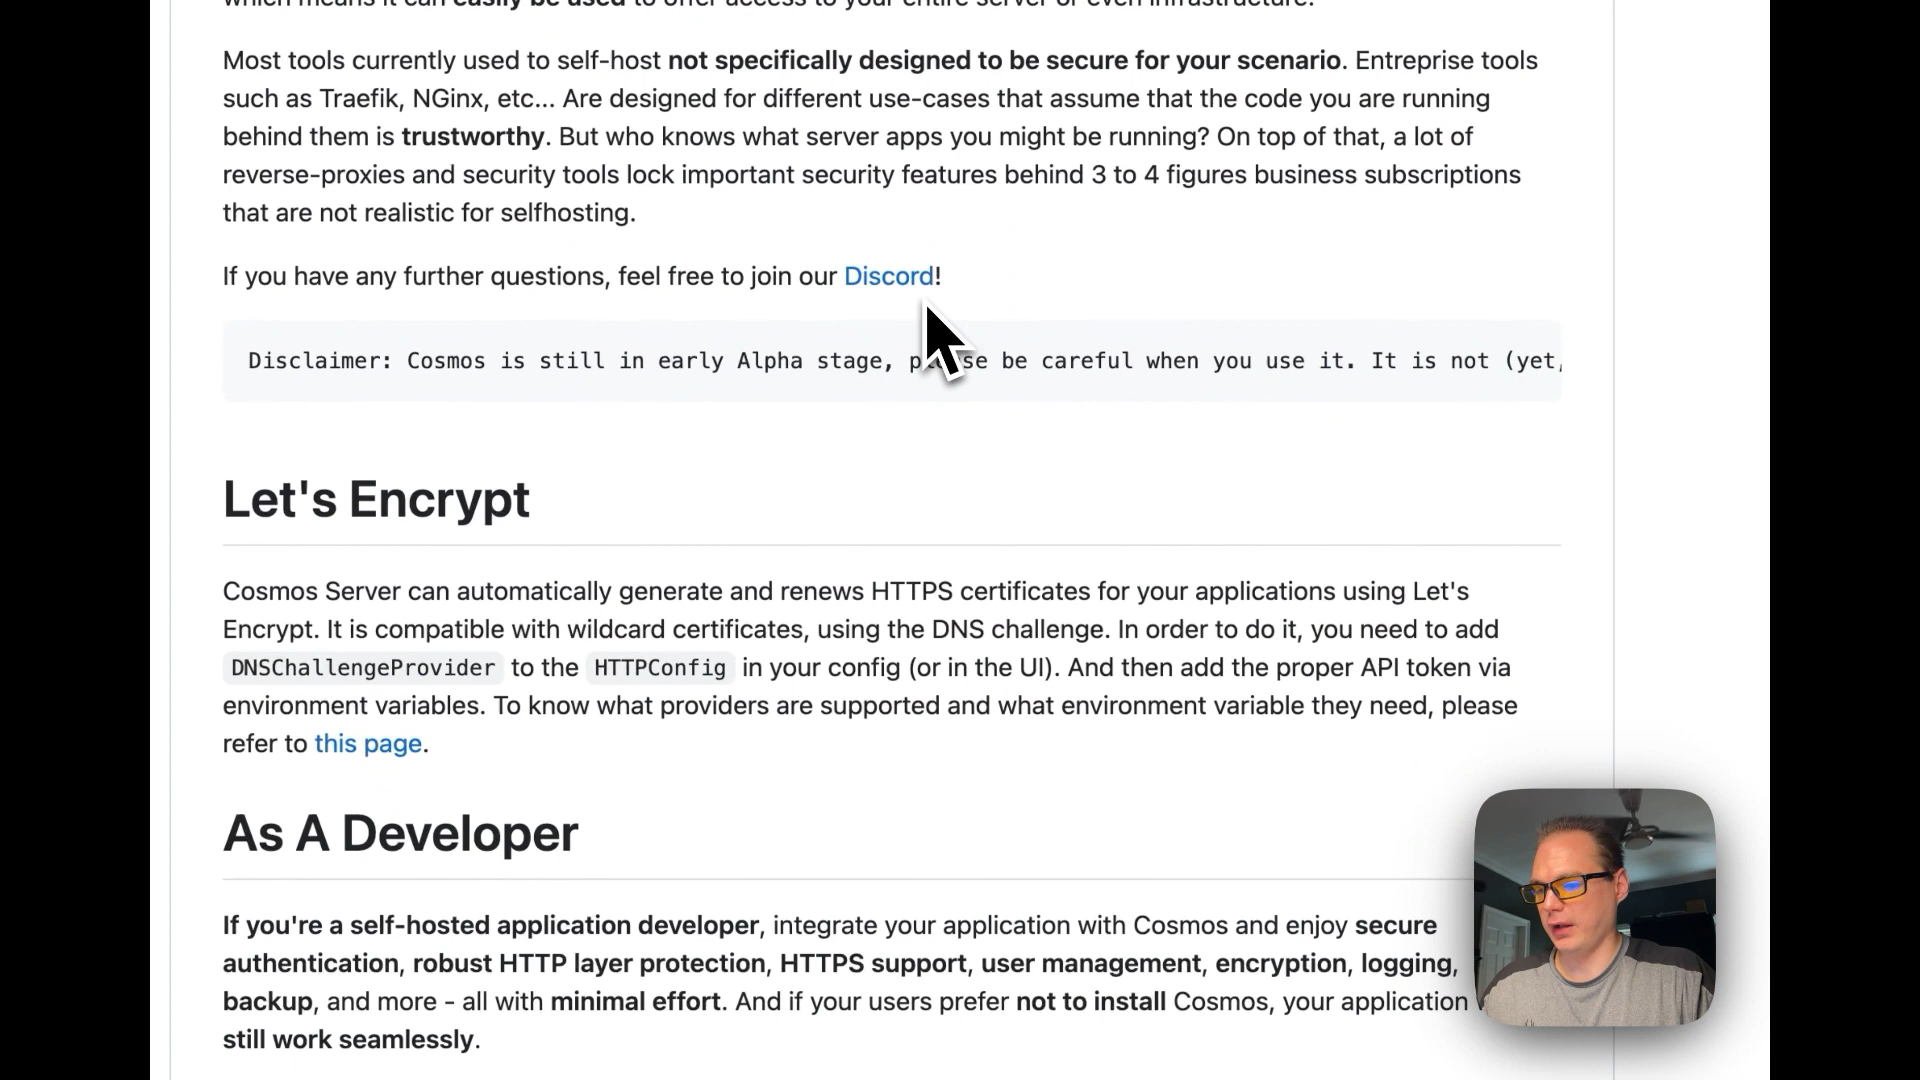 which means it can easily be used to offer access to your entire server or even infrastructure.
Most tools currently used to self-host not specifically designed to be secure for your scenario. Entreprise tools
such as Traefik, NGinx, etc... Are designed for different use-cases that assume that the code you are running
behind them is trustworthy. But who knows what server apps you might be running? On top of that, a lot of
reverse-proxies and security tools lock important security features behind 3 to 4 figures business subscriptions
that are not realistic for selfhosting.
If you have any further questions, feel free to join our Discord!
Disclaimer: Cosmos is still in early Alpha stage, please be careful when you use it. It is not (yet,
Let's Encrypt
Cosmos Server can automatically generate and renews HTTPS certificates for your applications using Let's
Encrypt. It is compatible with wildcard certificates, using the DNS challenge. In order to do it, you need to add
DNSChallengeProvider to the HTTPConfig in your config (or in the UI). And then add the proper API token via
environment variables. To know what providers are supported and what environment variable they need, please
refer to this page.
As A Developer
If you're a self-hosted application developer, integrate your application with Cosmos and enjoy secure
authentication, robust HTTP layer protection, HTTPS support, user management, encryption, logging,
backup, and more - all with minimal effort. And if your users prefer not to install Cosmos, your application
still work seamlessly.